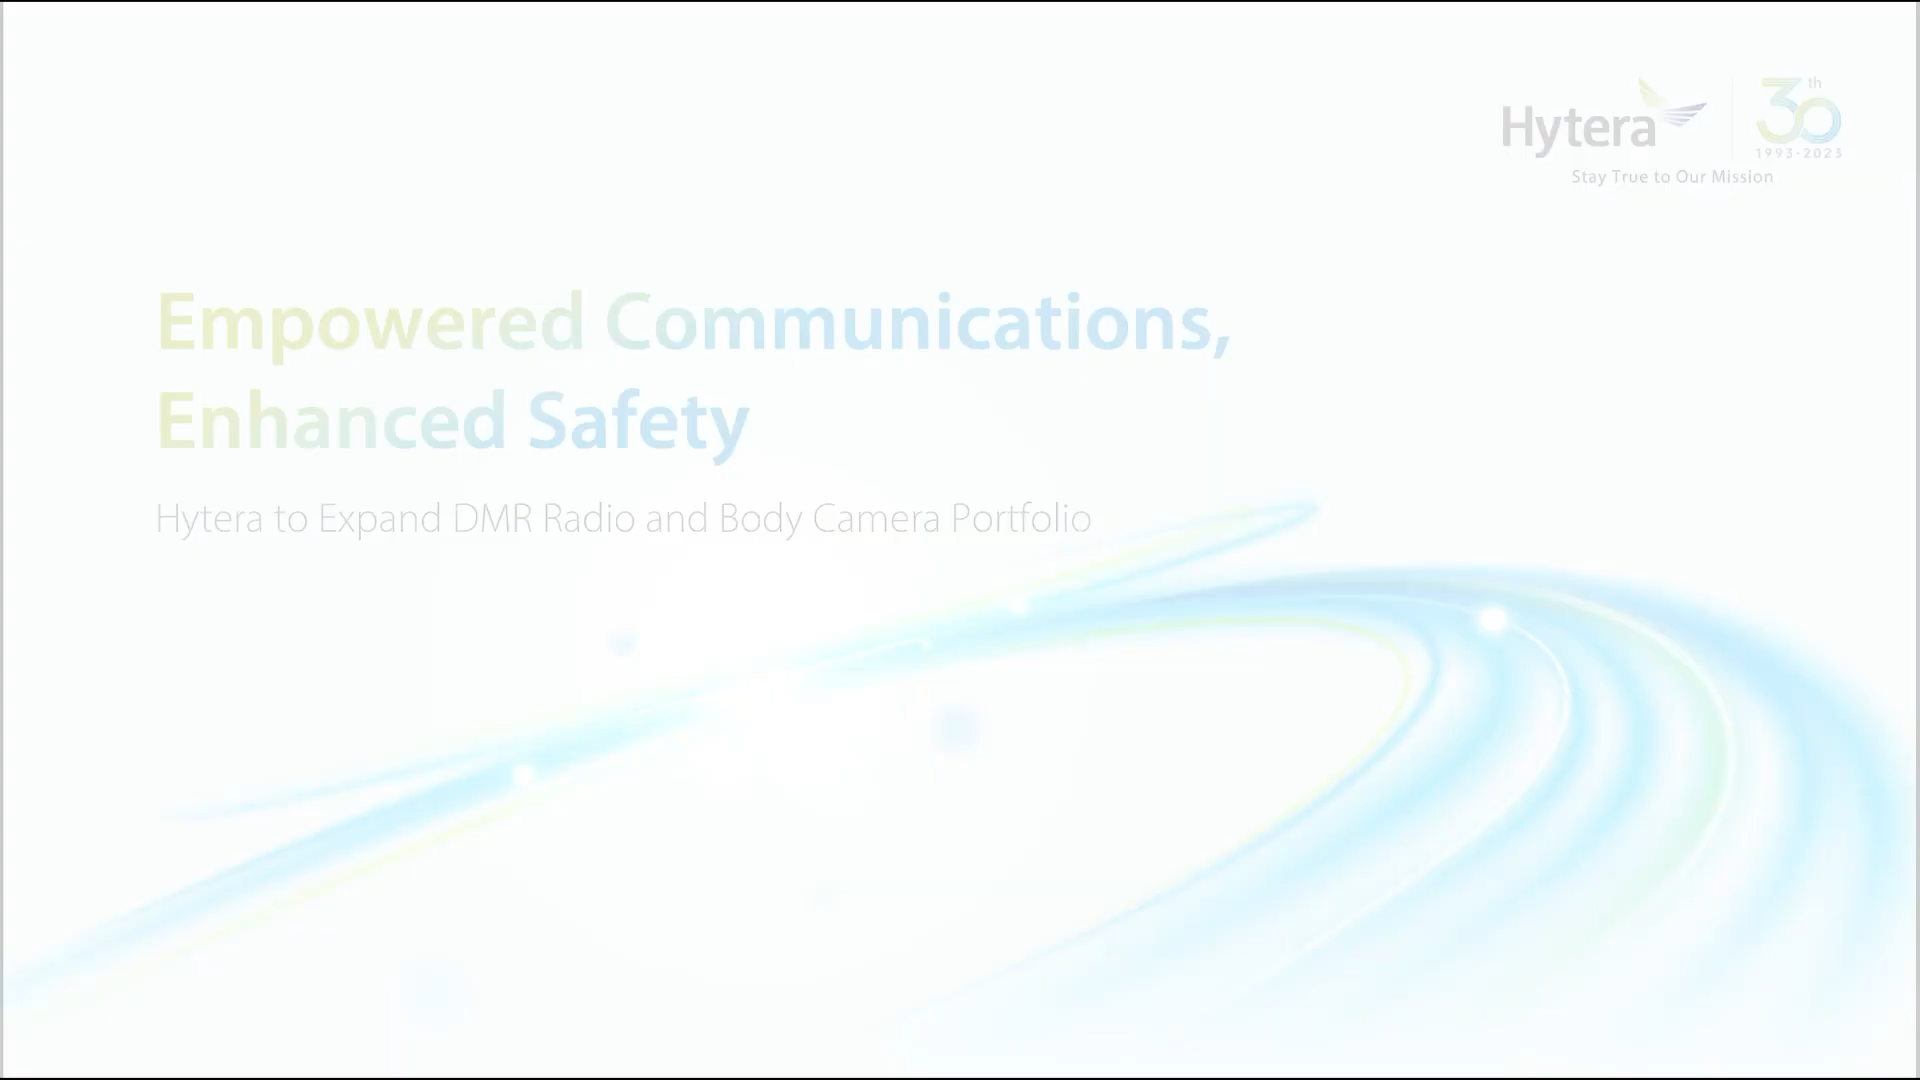 Hytera
30th
1993-2023
Stay True to Our Mission
Empowered Communications,
Enhanced Safety
Hytera to Expand DMR Radio and Body Camera Portfolio